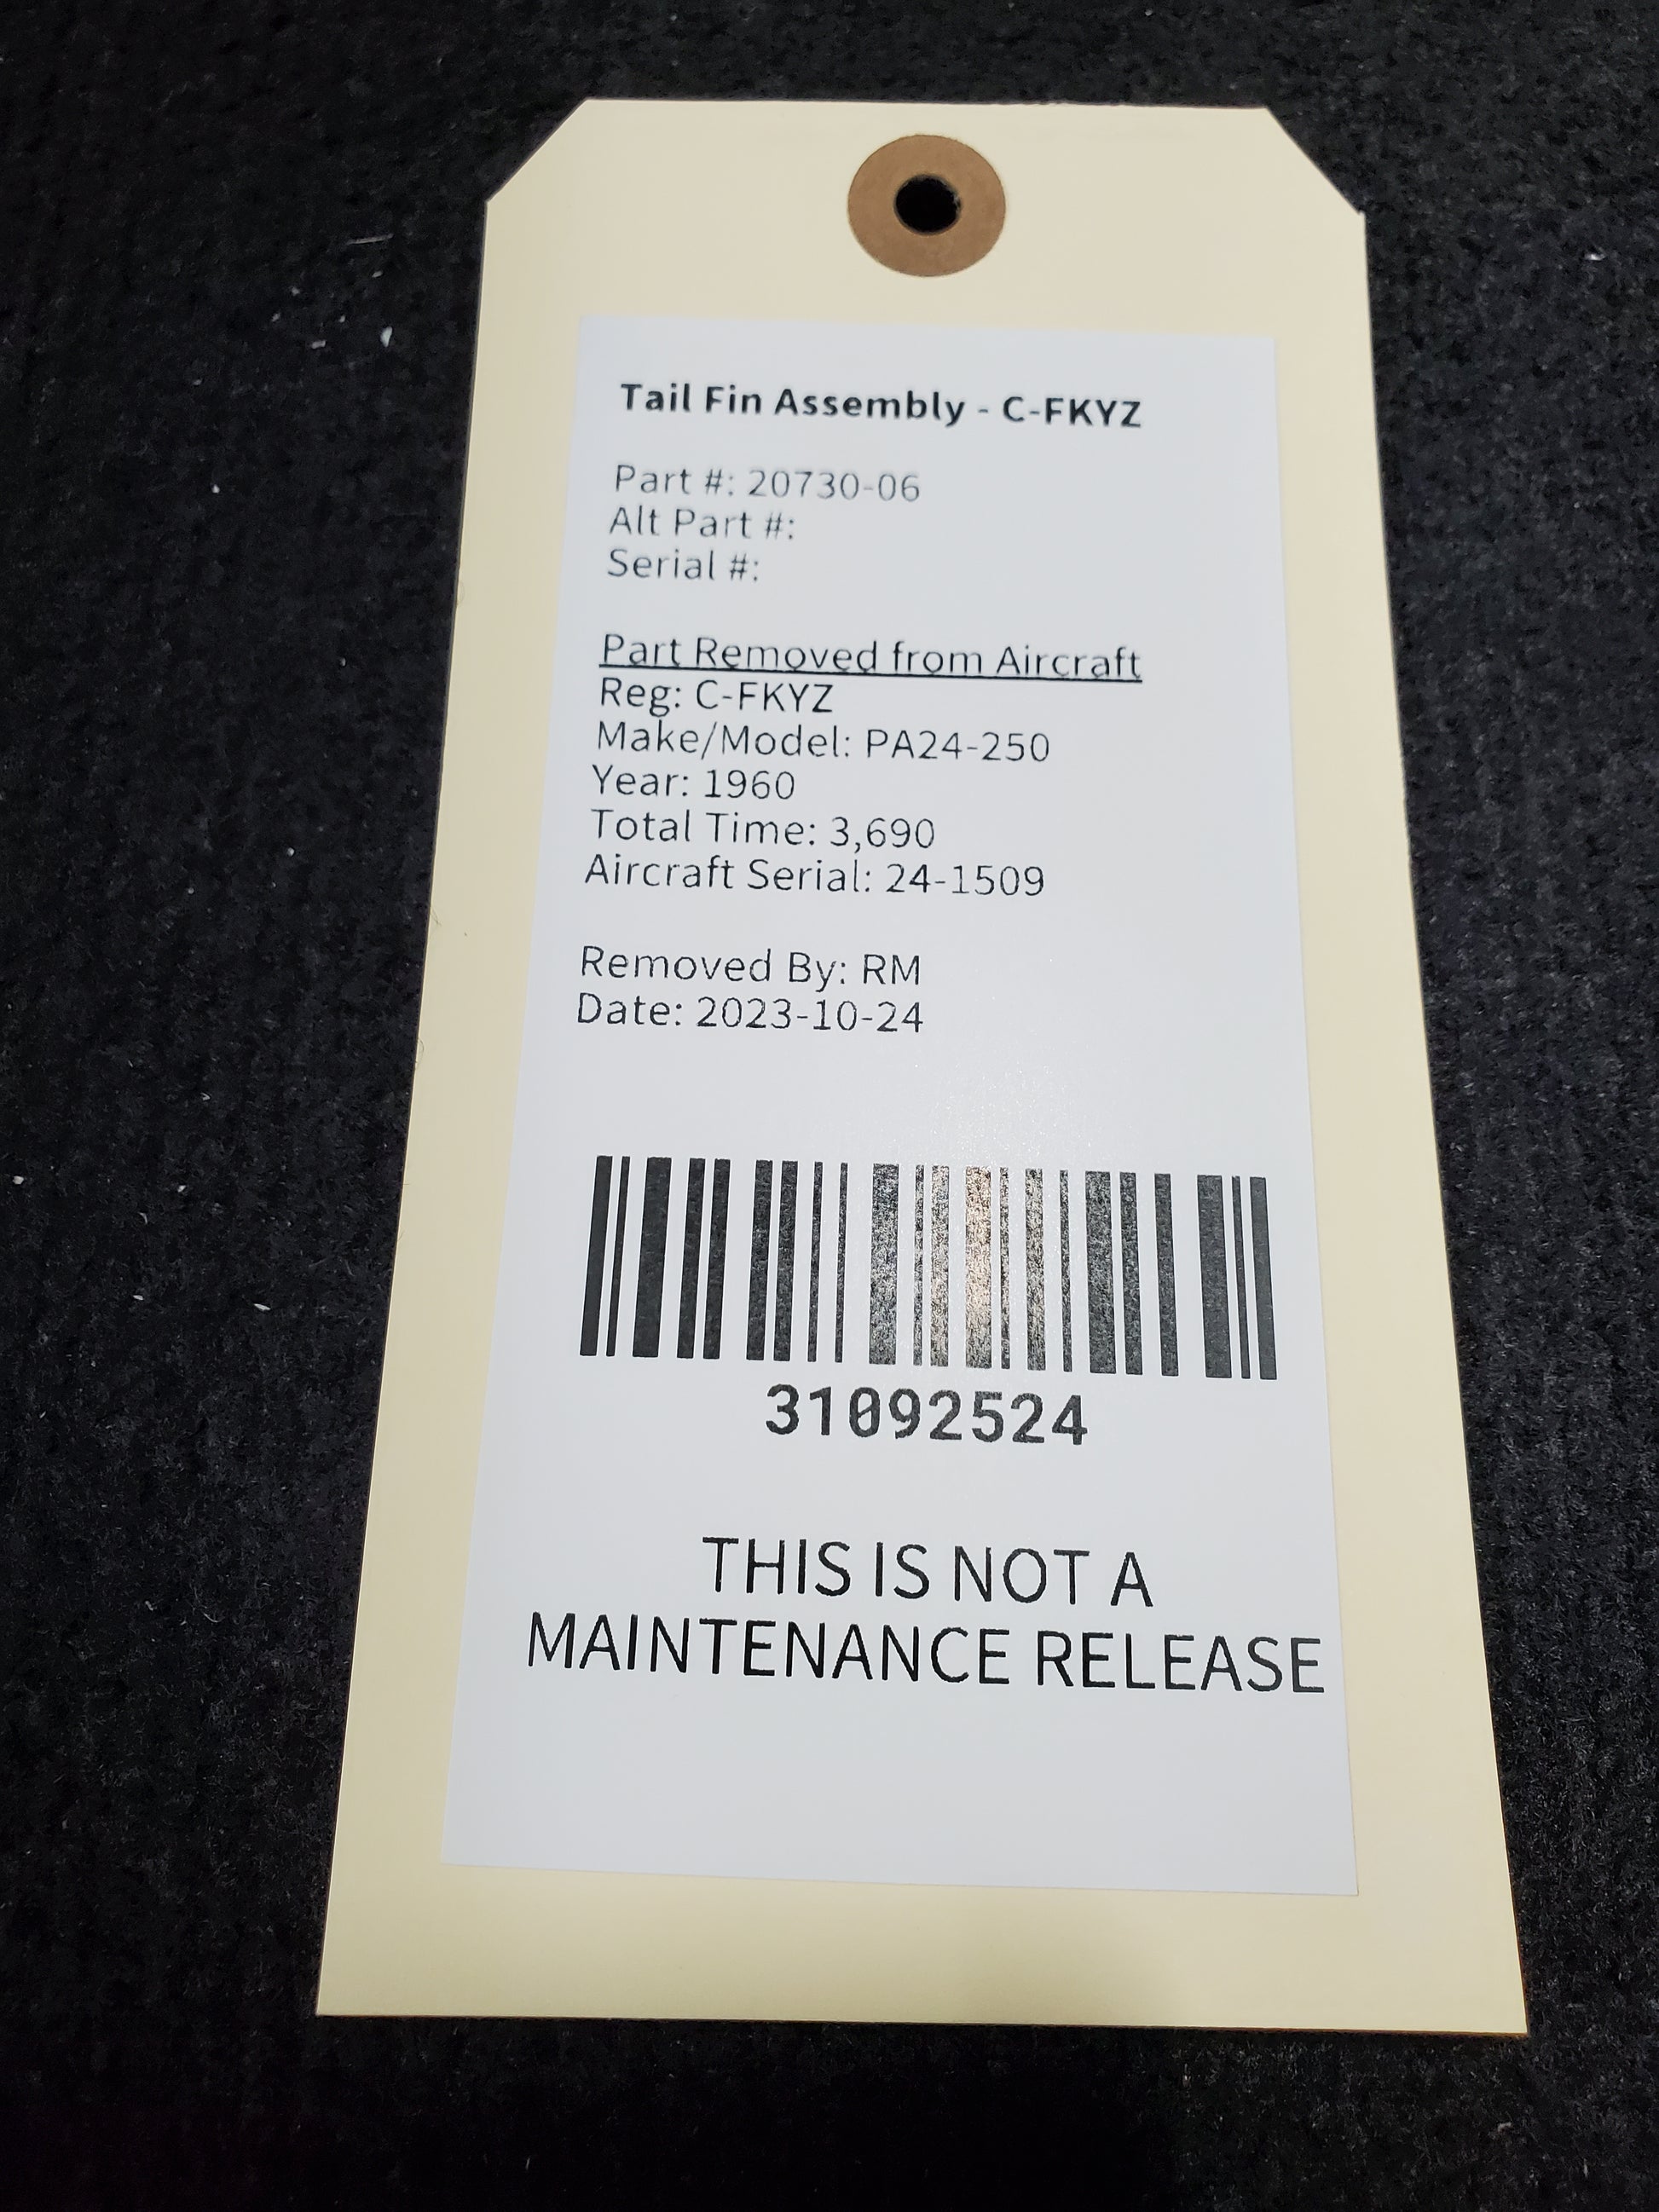 Tail Fin Assembly - C-FKYZ
Part #: 20730-06
Alt Part #:
Serial #:
Part Removed from Aircraft
Reg: C-FKYZ
Make/Model: PA24-250
Year: 1960
Total Time: 3,690
Aircraft Serial: 24-1509
Removed By: RM
Date: 2023-10-24
31092524
THIS IS NOT A
MAINTENANCE RELEASE